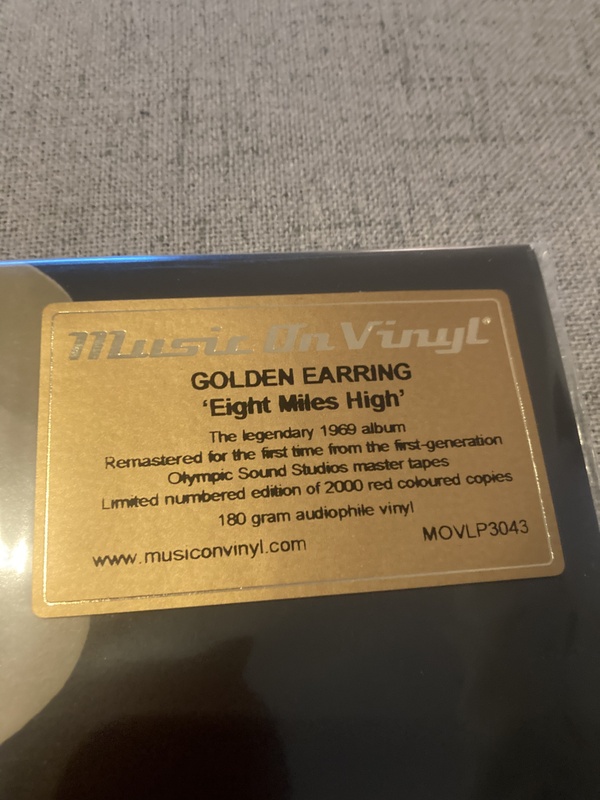 Music On Vinyl
GOLDEN EARRING
‘Eight Miles High’
The legendary 1969 album
Remastered for the first time from the first-generation
Olympic Sound Studios master tapes
Limited numbered edition of 2000 red coloured copies
180 gram audiophile vinyl
www.musiconvinyl.com
MOVLP3043